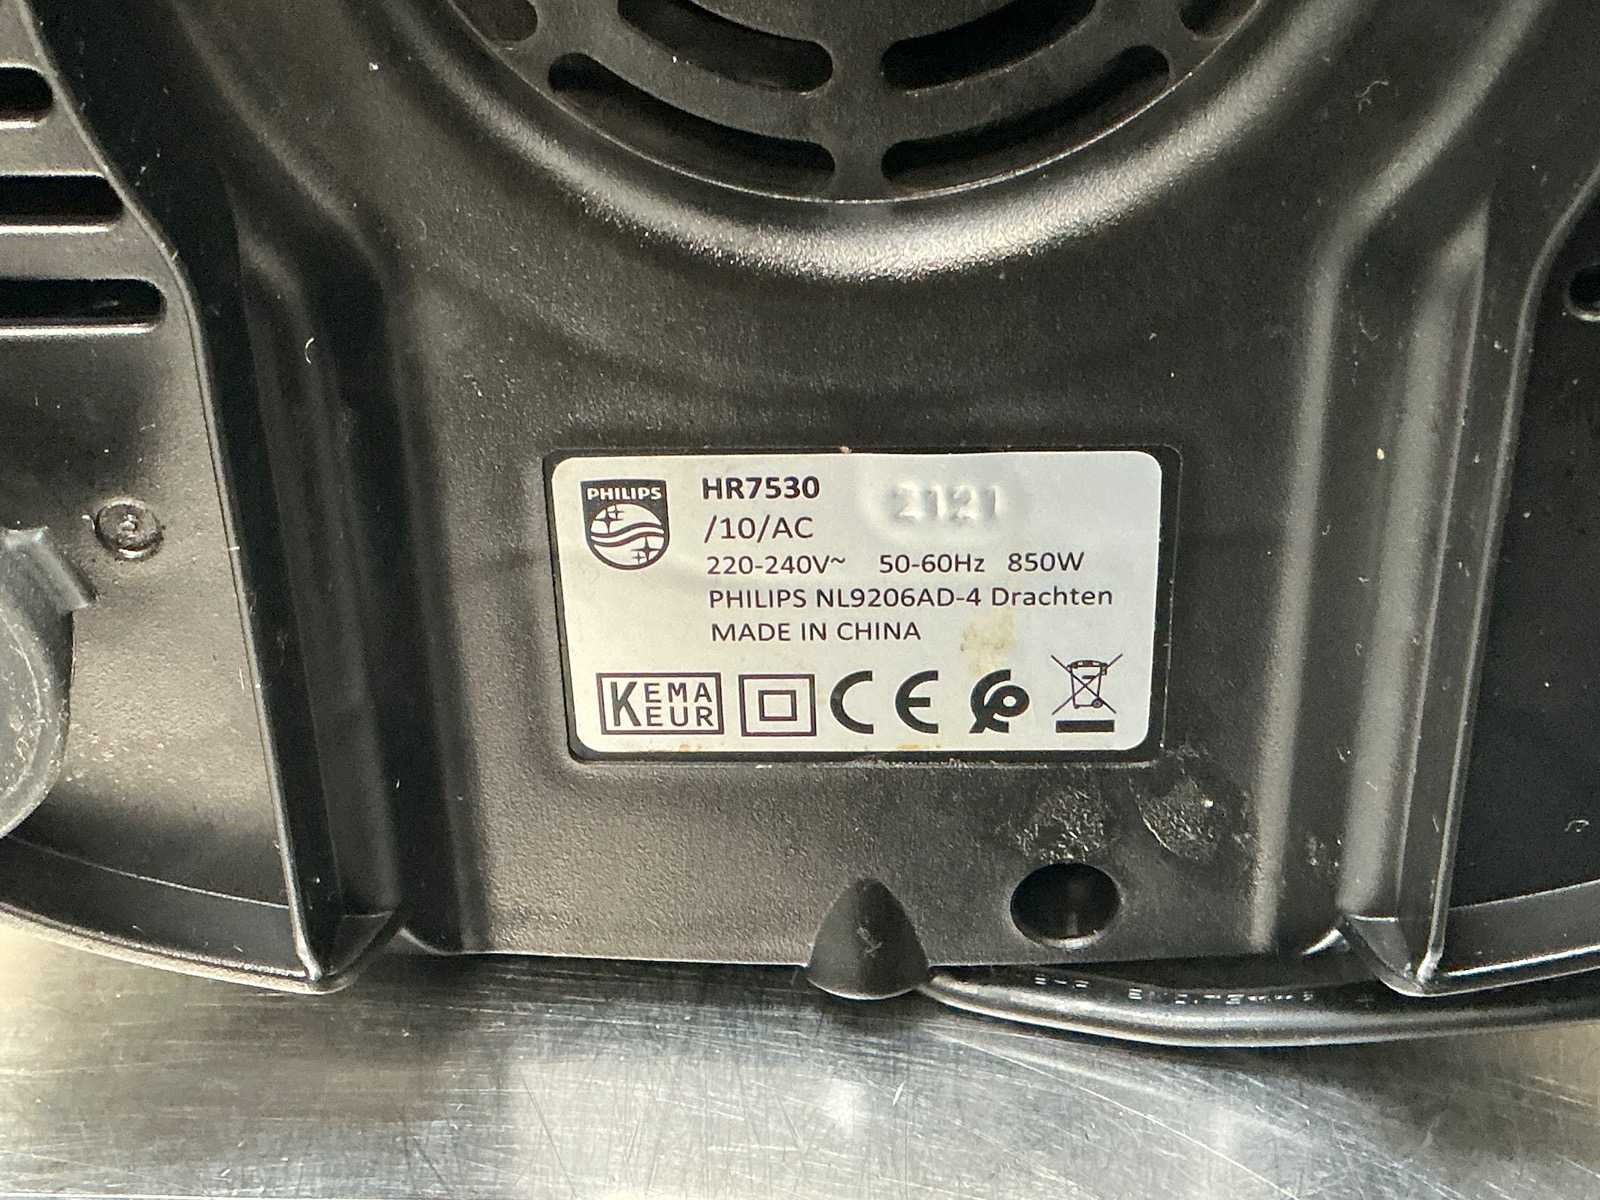 PHILIPS
HR7530
2121
/10/AC
220-240V~ 50-60Hz 850W
PHILIPS NL9206AD-4 Drachten
MADE IN CHINA
KEMA
KEUR
CE